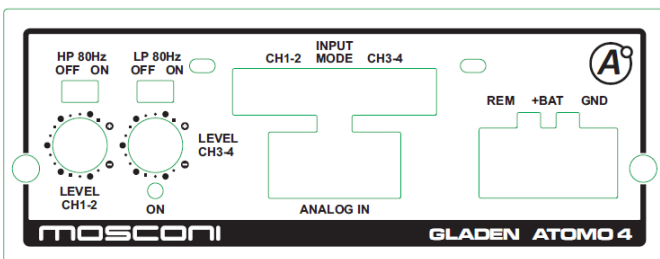 HP 80Hz
OFF ON
LP 80Hz
OFF ON
INPUT
CH1-2 MODE CH3-4
A
REM +BAT GND
LEVEL
CH3-4
LEVEL
CH1-2
ON
ANALOG IN
MOSCONI
GLADEN ATOMO 4